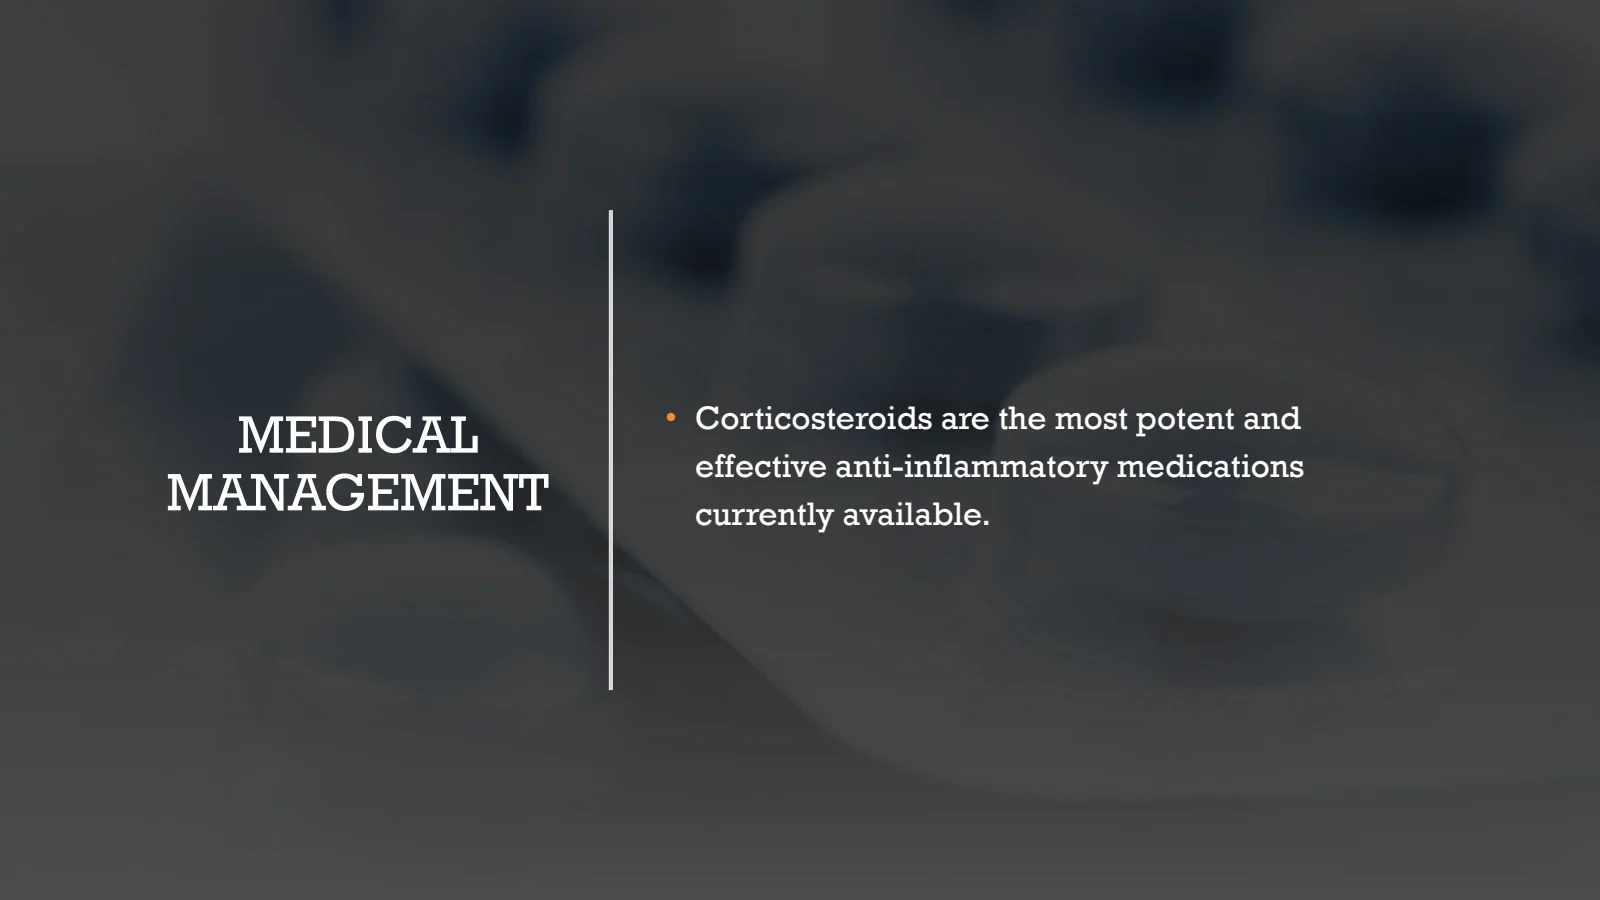 MEDICAL
MANAGEMENT
• Corticosteroids are the most potent and
effective anti-inflammatory medications
currently available.